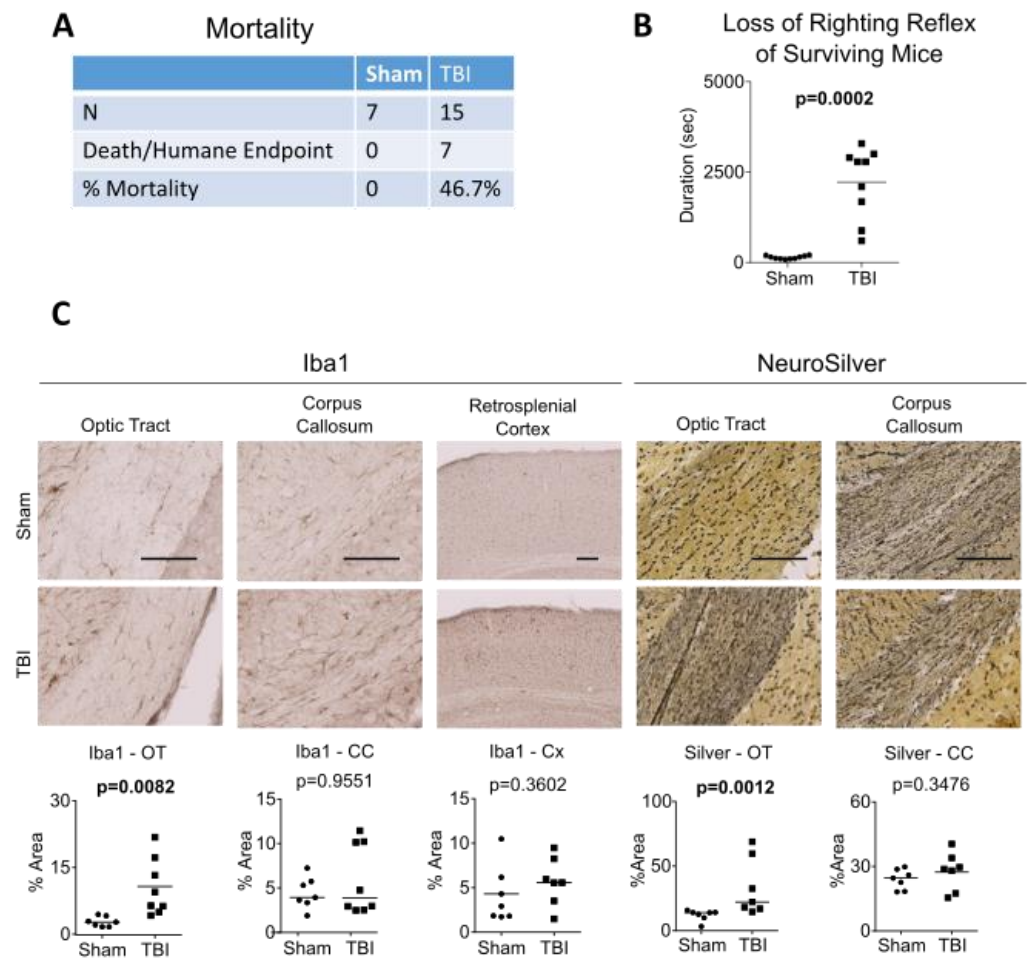 A
Mortality
Sham TBI
N 7 15
Death/Humane Endpoint 0 7
% Mortality 0 46.7%
B
Loss of Righting Reflex
of Surviving Mice
p=0.0002
Duration (sec)
5000
2500
0
Sham TBI
C
Iba1
NeuroSilver
Optic Tract
Corpus
Callosum
Retrosplenial
Cortex
Optic Tract
Corpus
Callosum
Sham
TBI
Iba1 - OT
p=0.0082
% Area
30
15
0
Sham TBI
Iba1 - CC
p=0.9551
% Area
15
10
5
0
Sham TBI
Iba1 - Cx
p=0.3602
% Area
15
10
5
0
Sham TBI
Silver - OT
p=0.0012
%Area
100
50
0
Sham TBI
Silver - CC
p=0.3476
%Area
60
30
0
Sham TBI